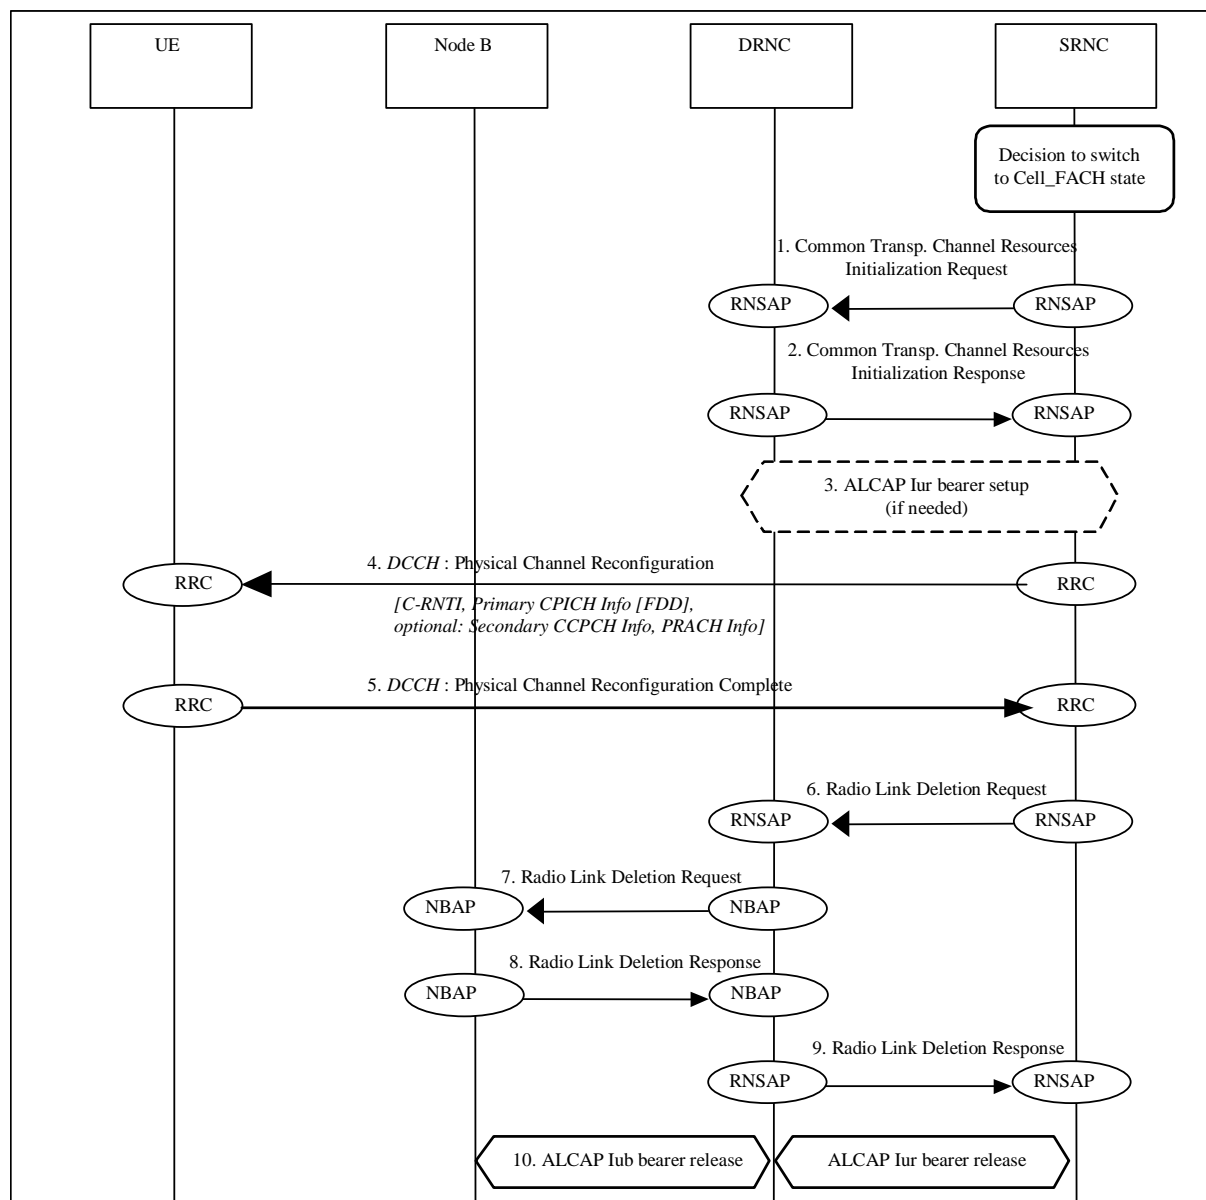 UE
Node B
DRNC
SRNC
Decision to switch
to Cell_FACH state
1. Common Transp. Channel Resources
Initialization Request
RNSAP
RNSAP
2. Common Transp. Channel Resources
Initialization Response
RNSAP
RNSAP
3. ALCAP Iur bearer setup
(if needed)
4. DCCH : Physical Channel Reconfiguration
RRC
RRC
[C-RNTI, Primary CPICH Info [FDD],
optional: Secondary CCPCH Info, PRACH Info]
5. DCCH : Physical Channel Reconfiguration Complete
RRC
RRC
6. Radio Link Deletion Request
RNSAP
RNSAP
7. Radio Link Deletion Request
NBAP
NBAP
8. Radio Link Deletion Response
NBAP
NBAP
9. Radio Link Deletion Response
RNSAP
RNSAP
10. ALCAP Iub bearer release
ALCAP Iur bearer release